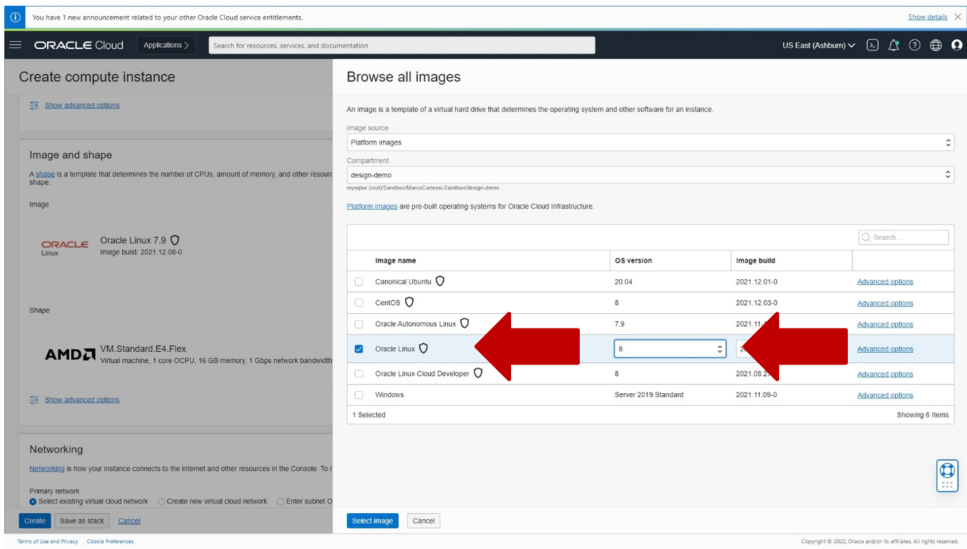 You have 1 new announcement related to your other Oracle Cloud service entitlements.
Show details
ORACLE Cloud
Applications
Search for resources, services, and documentation
US East (Ashburn)
Create compute instance
Show advanced options
Image and shape
A shape is a template that determines the number of CPUs, amount of memory, and other resour
shape.
Image
ORACLE
Linux
Oracle Linux 7.9
Image build: 2021.12.08-0
Shape
AMD
VM.Standard.E4.Flex
Virtual machine, 1 core OCPU, 16 GB memory, 1 Gbps network bandwidth
Show advanced options
Networking
Networking is how your instance connects to the internet and other resources in the Console. To
Primary network
Select existing virtual cloud network
Create new virtual cloud network
Enter subnet
Create
Save as stack
Cancel
Browse all images
An image is a template of a virtual hard drive that determines the operating system and other software for an instance.
Image source
Platform images
Compartment
design-demo
Platform images are pre-built operating systems for Oracle Cloud Infrastructure.
Search...
Image name OS version Image build
Canonical Ubuntu 20.04 2021.12.01-0 Advanced options
CentOS 8 2021.12.03-0 Advanced options
Oracle Autonomous Linux 7.9 2021.11 Advanced options
Oracle Linux 8 Advanced options
Oracle Linux Cloud Developer 8 2021.08.2 Advanced options
Windows Server 2019 Standard 2021.11.09-0 Advanced options
1 Selected
Showing 6 Items
Select image
Cancel
Terms of Use and Privacy
Cookie Preferences
Copyright © 2022, Oracle and/or its affiliates. All rights reserved.